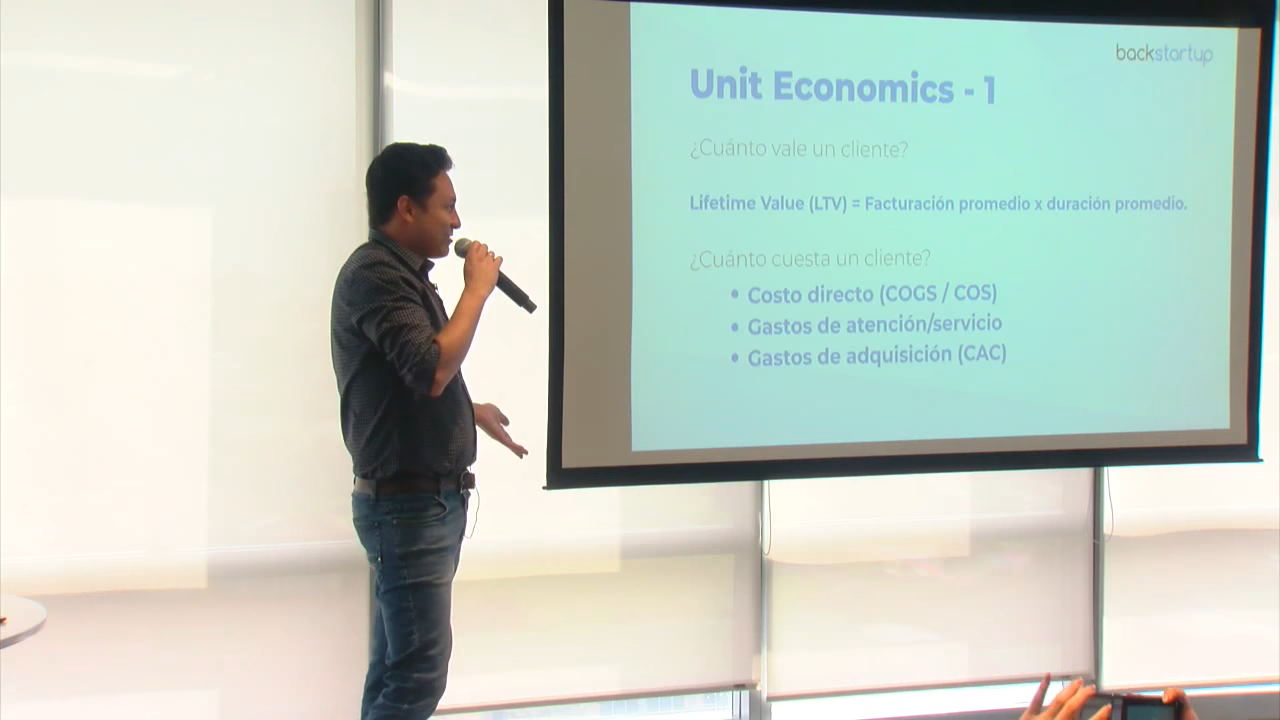 backstartup
Unit Economics - 1
¿Cuánto vale un cliente?
Lifetime Value (LTV) = Facturación promedio x duración promedio.
¿Cuánto cuesta un cliente?
• Costo directo (COGS / COS)
• Gastos de atención/servicio
• Gastos de adquisición (CAC)